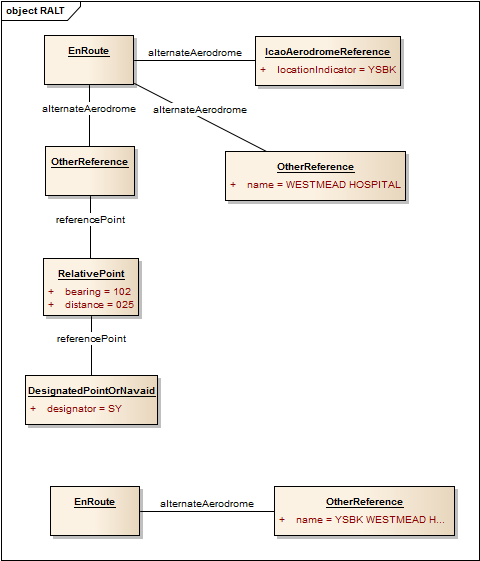 object RALT
EnRoute
alternateAerodrome
IcaoAerodromeReference
+ locationIndicator = YSBK
alternateAerodrome
alternateAerodrome
OtherReference
OtherReference
+ name = WESTMEAD HOSPITAL
referencePoint
RelativePoint
+ bearing = 102
+ distance = 025
referencePoint
DesignatedPointOrNavaid
+ designator = SY
EnRoute
alternateAerodrome
OtherReference
+ name = YSBK WESTMEAD H...